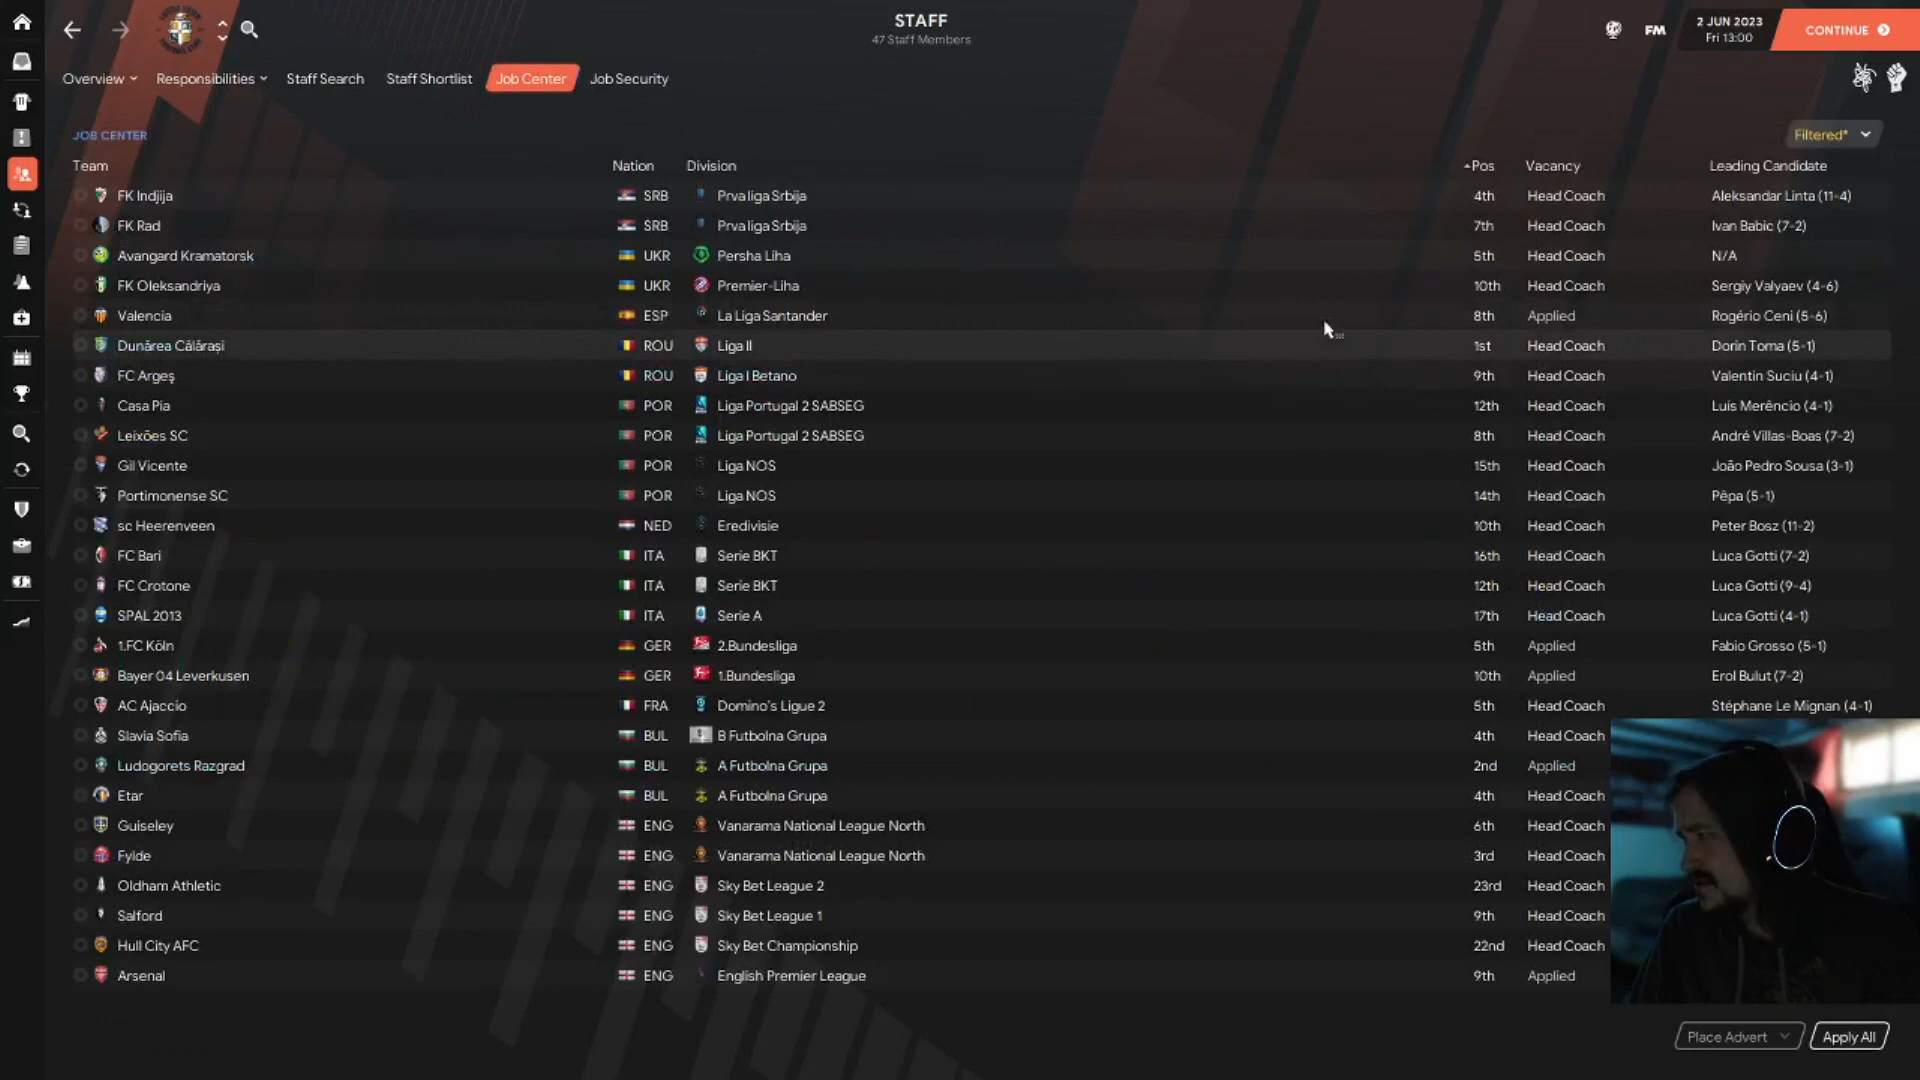 STAFF
47 Staff Members
FM
2 JUN 2023
Fri 13:00
CONTINUE
Overview Responsibilities Staff Search Staff Shortlist Job Center Job Security
JOB CENTER
Filtered*
Team Nation Division Pos Vacancy Leading Candidate
FK Indjija SRB Prva liga Srbija 4th Head Coach Aleksandar Linta (11-4)
FK Rad SRB Prva liga Srbija 7th Head Coach Ivan Babic (7-2)
Avangard Kramatorsk UKR Persha Liha 5th Head Coach N/A
FK Oleksandriya UKR Premier-Liha 10th Head Coach Sergiy Valyaev (4-6)
Valencia ESP La Liga Santander 8th Applied Rogério Ceni (5-6)
Dunărea Călărași ROU Liga II 1st Head Coach Dorin Toma (5-1)
FC Argeș ROU Liga I Betano 9th Head Coach Valentin Suciu (4-1)
Casa Pia POR Liga Portugal 2 SABSEG 12th Head Coach Luís Merêncio (4-1)
Leixões SC POR Liga Portugal 2 SABSEG 8th Head Coach André Villas-Boas (7-2)
Gil Vicente POR Liga NOS 15th Head Coach João Pedro Sousa (3-1)
Portimonense SC POR Liga NOS 14th Head Coach Pêpa (5-1)
sc Heerenveen NED Eredivisie 10th Head Coach Peter Bosz (11-2)
FC Bari ITA Serie BKT 16th Head Coach Luca Gotti (7-2)
FC Crotone ITA Serie BKT 12th Head Coach Luca Gotti (9-4)
SPAL 2013 ITA Serie A 17th Head Coach Luca Gotti (4-1)
1.FC Köln GER 2.Bundesliga 5th Applied Fabio Grosso (5-1)
Bayer 04 Leverkusen GER 1.Bundesliga 10th Applied Erol Bulut (7-2)
AC Ajaccio FRA Domino's Ligue 2 5th Head Coach Stéphane Le Mignan (4-1)
Slavia Sofia BUL B Futbolna Grupa 4th Head Coach
Ludogorets Razgrad BUL A Futbolna Grupa 2nd Applied
Etar BUL A Futbolna Grupa 4th Head Coach
Guiseley ENG Vanarama National League North 6th Head Coach
Fylde ENG Vanarama National League North 3rd Head Coach
Oldham Athletic ENG Sky Bet League 2 23rd Head Coach
Salford ENG Sky Bet League 1 9th Head Coach
Hull City AFC ENG Sky Bet Championship 22nd Head Coach
Arsenal ENG English Premier League 9th Applied
Place Advert Apply All